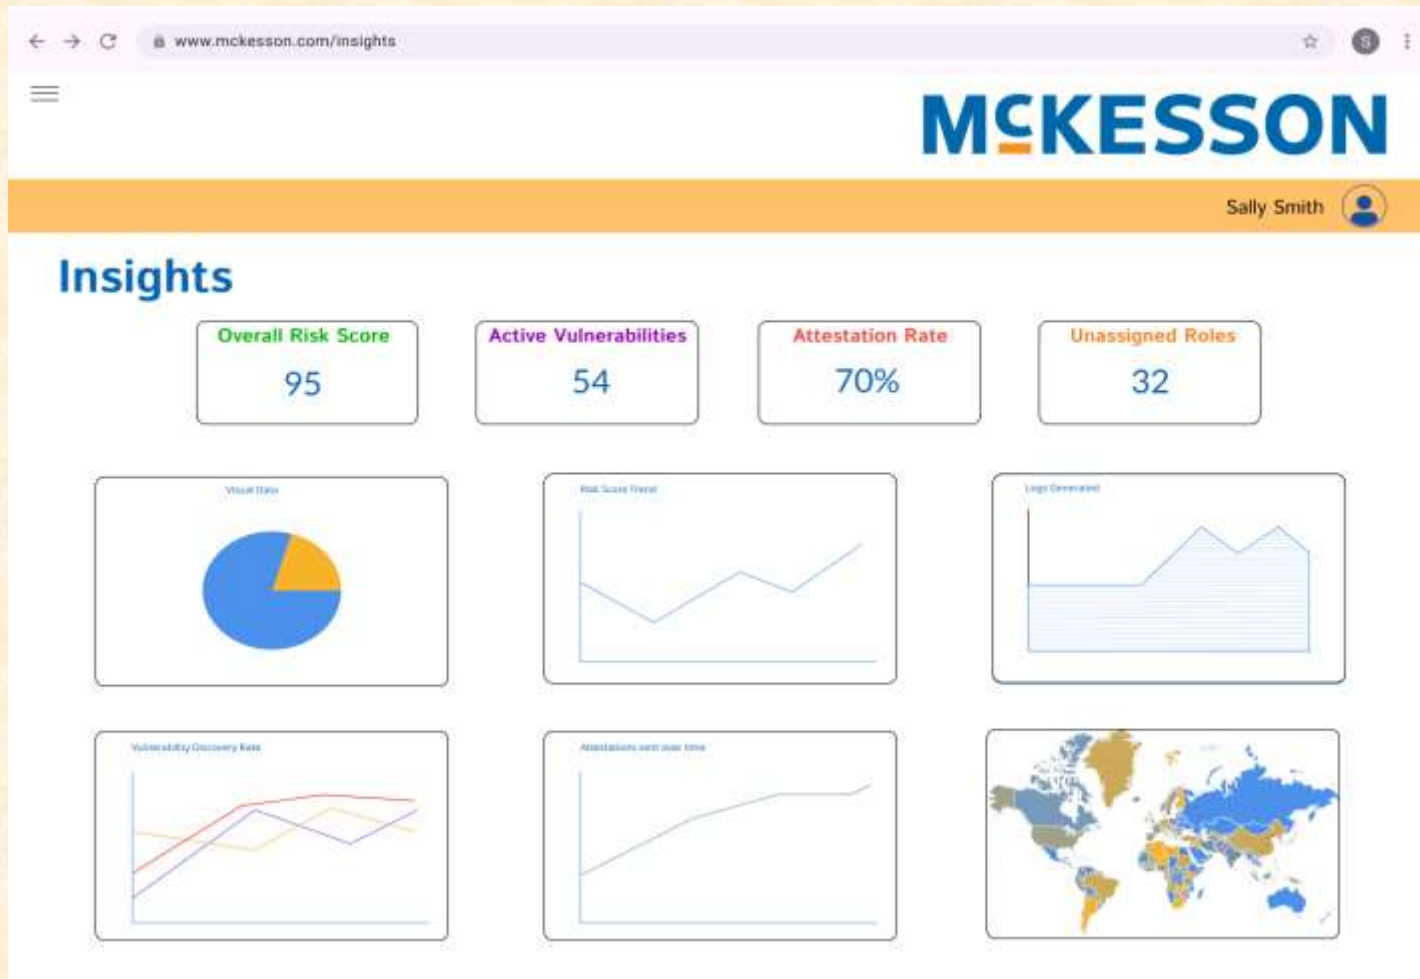 www.mckesson.com/insights
S
McKESSON
Sally Smith
Insights
Overall Risk Score
95
Active Vulnerabilities
54
Attestation Rate
70%
Unassigned Roles
32
Visual Data
Risk Score Trend
Logs Generated
Vulnerability Discovery Rate
Attestations sent over time